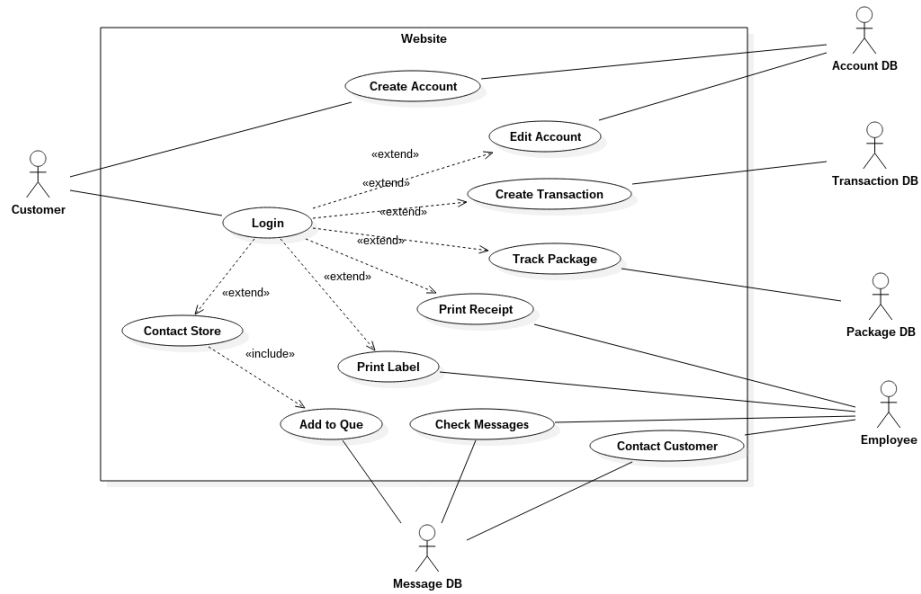 Website
Account DB
Create Account
Edit Account
«extend»
Transaction DB
«extend»
Create Transaction
Customer
«extend»
Login
«extend»
Track Package
«extend»
«extend»
Print Receipt
Contact Store
Package DB
«include»
Print Label
Add to Que
Check Messages
Contact Customer
Employee
Message DB